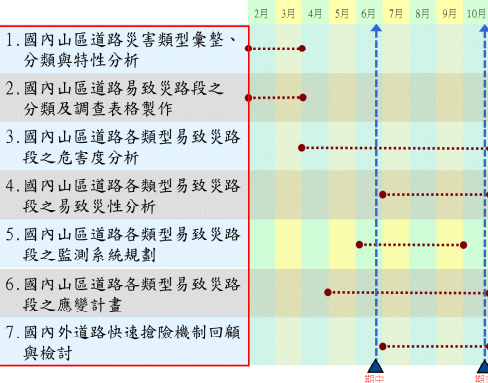 2月 3月 4月 5月 6月 7月 8月 9月 10月
1. 國內山區道路災害類型彙整、
分類與特性分析
2. 國內山區道路易致災路段之
分類及調查表格製作
3. 國內山區道路各類型易致災路
段之危害度分析
4. 國內山區道路各類型易致災路
段之易致災性分析
5. 國內山區道路各類型易致災路
段之監測系統規劃
6. 國內山區道路各類型易致災路
段之應變計畫
7. 國內外道路快速搶險機制回顧
與檢討
期中 期